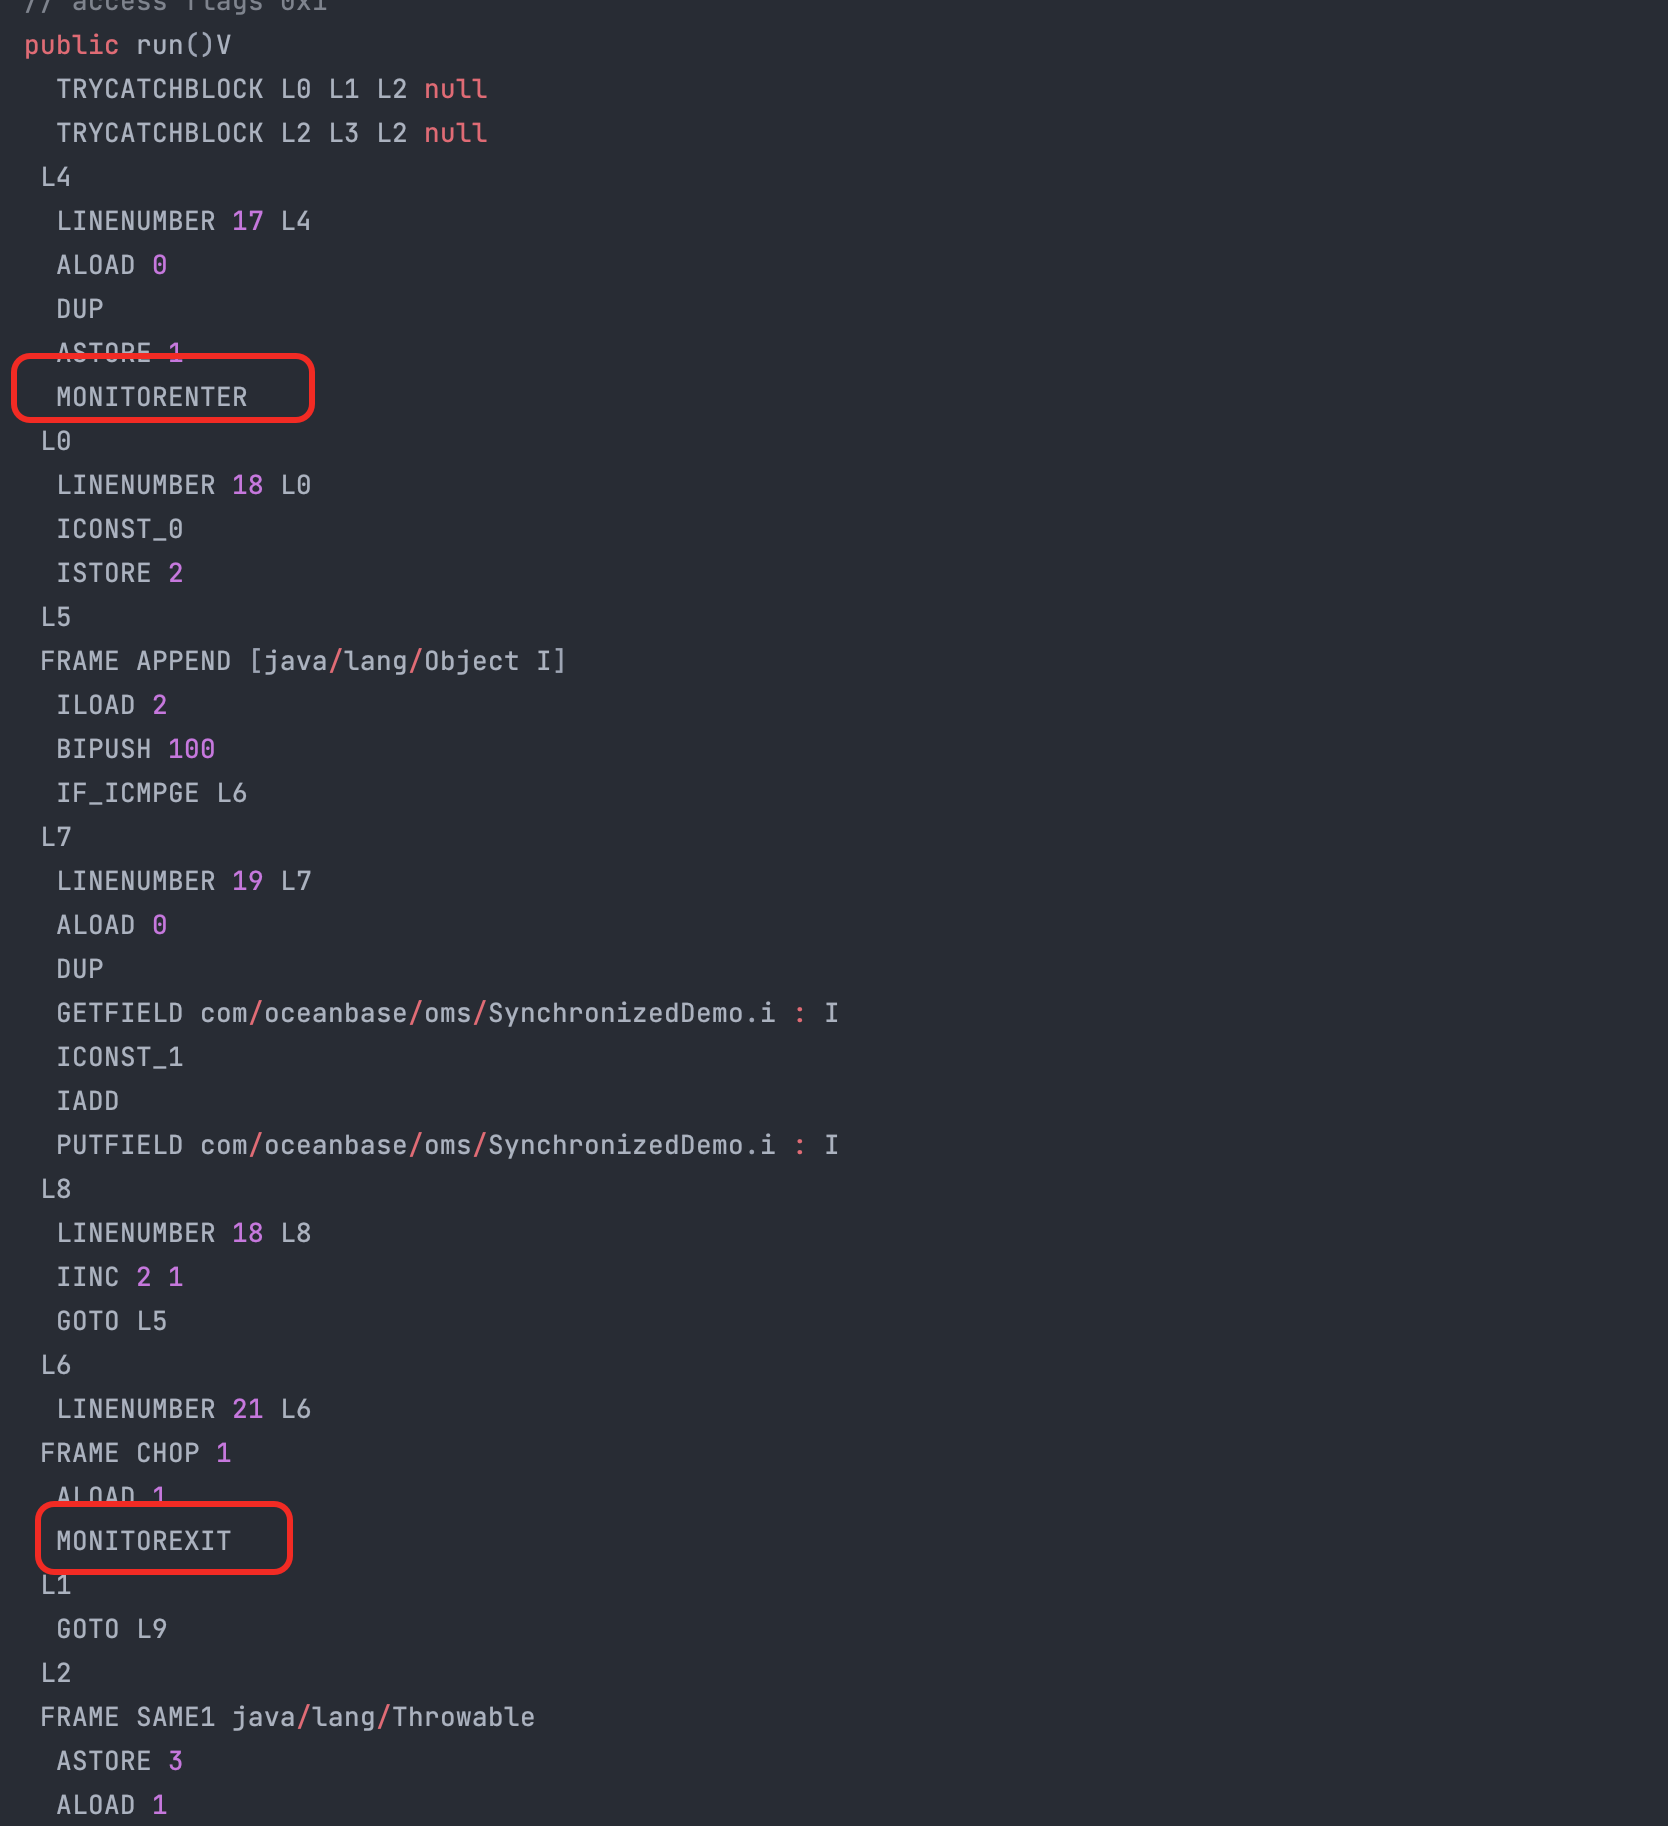 // access flags 0x1
public run()V
TRYCATCHBLOCK L0 L1 L2 null
TRYCATCHBLOCK L2 L3 L2 null
L4
LINENUMBER 17 L4
ALOAD 0
DUP
ASTORE 1
MONITORENTER
L0
LINENUMBER 18 L0
ICONST_0
ISTORE 2
L5
FRAME APPEND [java/lang/Object I]
ILOAD 2
BIPUSH 100
IF_ICMPGE L6
L7
LINENUMBER 19 L7
ALOAD 0
DUP
GETFIELD com/oceanbase/oms/SynchronizedDemo.i : I
ICONST_1
IADD
PUTFIELD com/oceanbase/oms/SynchronizedDemo.i : I
L8
LINENUMBER 18 L8
IINC 2 1
GOTO L5
L6
LINENUMBER 21 L6
FRAME CHOP 1
ALOAD 1
MONITOREXIT
L1
GOTO L9
L2
FRAME SAME1 java/lang/Throwable
ASTORE 3
ALOAD 1